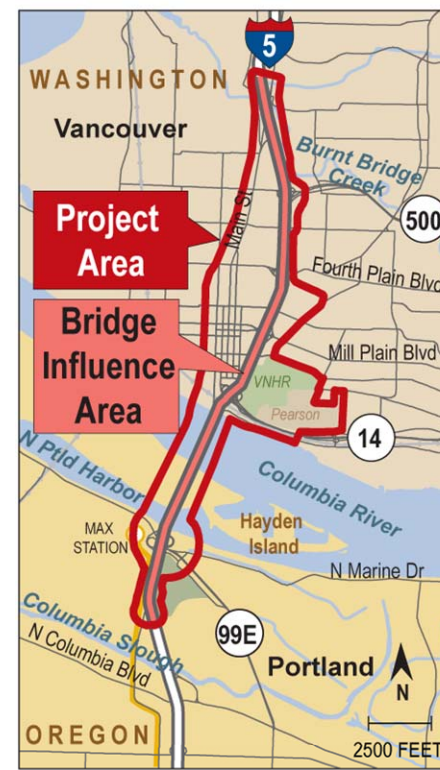 5
WASHINGTON
Vancouver
Burnt Bridge
Creek
500
Project
Area
Main St
Fourth Plain Blvd
Bridge
Influence
Area
Mill Plain Blvd
VNHR
Pearson
14
N Ptld Harbor
Columbia River
MAX
STATION
Hayden
Island
N Marine Dr
Columbia Slough
99E
N Columbia Blvd
Portland
N
OREGON
2500 FEET